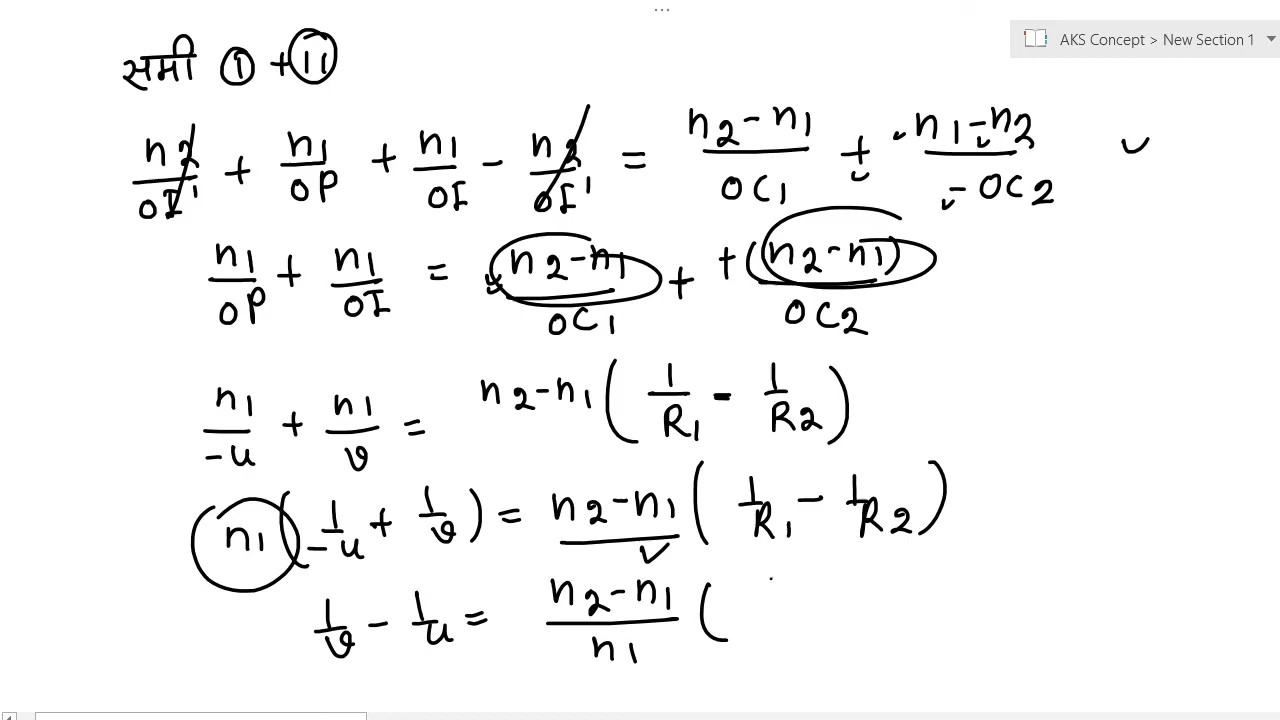 AKS Concept > New Section 1
समी ① + ⑪
n2/OI' + n1/OP + n1/OI - n2/OI' = n2-n1/OC1 + n1-n2/-OC2
n1/OP + n1/OI = n2-n1/OC1 + +(n2-n1)/OC2
n1/-u + n1/v = n2-n1(1/R1 - 1/R2)
n1(1/-u + 1/v) = n2-n1(1/R1 - 1/R2)
1/v - 1/u = n2-n1/n1(